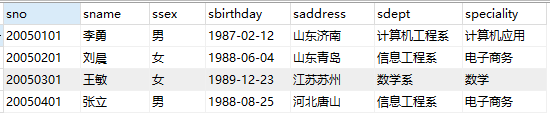 sno sname ssex sbirthday saddress sdept speciality
20050101 李勇 男 1987-02-12 山东济南 计算机工程系 计算机应用
20050201 刘晨 女 1988-06-04 山东青岛 信息工程系 电子商务
20050301 王敏 女 1989-12-23 江苏苏州 数学系 数学
20050401 张立 男 1988-08-25 河北唐山 信息工程系 电子商务